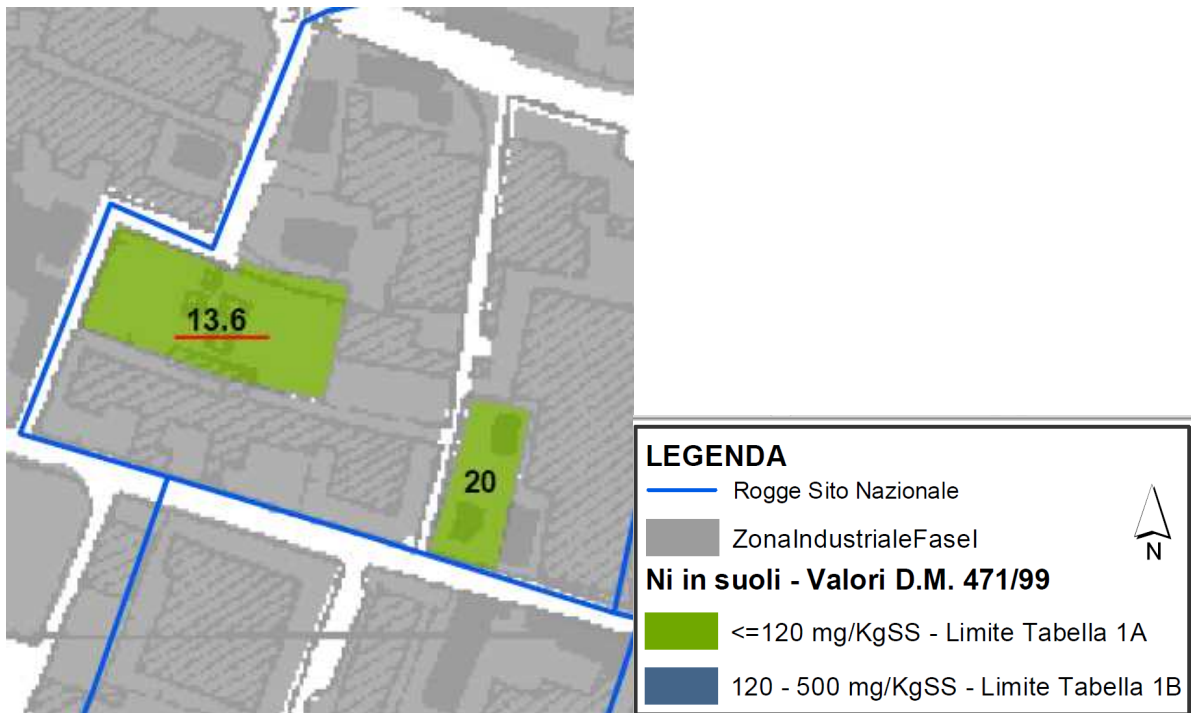 13.6
20
LEGENDA
Rogge Sito Nazionale
ZonaIndustrialeFaseI
N
Ni in suoli - Valori D.M. 471/99
<=120 mg/KgSS - Limite Tabella 1A
120 - 500 mg/KgSS - Limite Tabella 1B